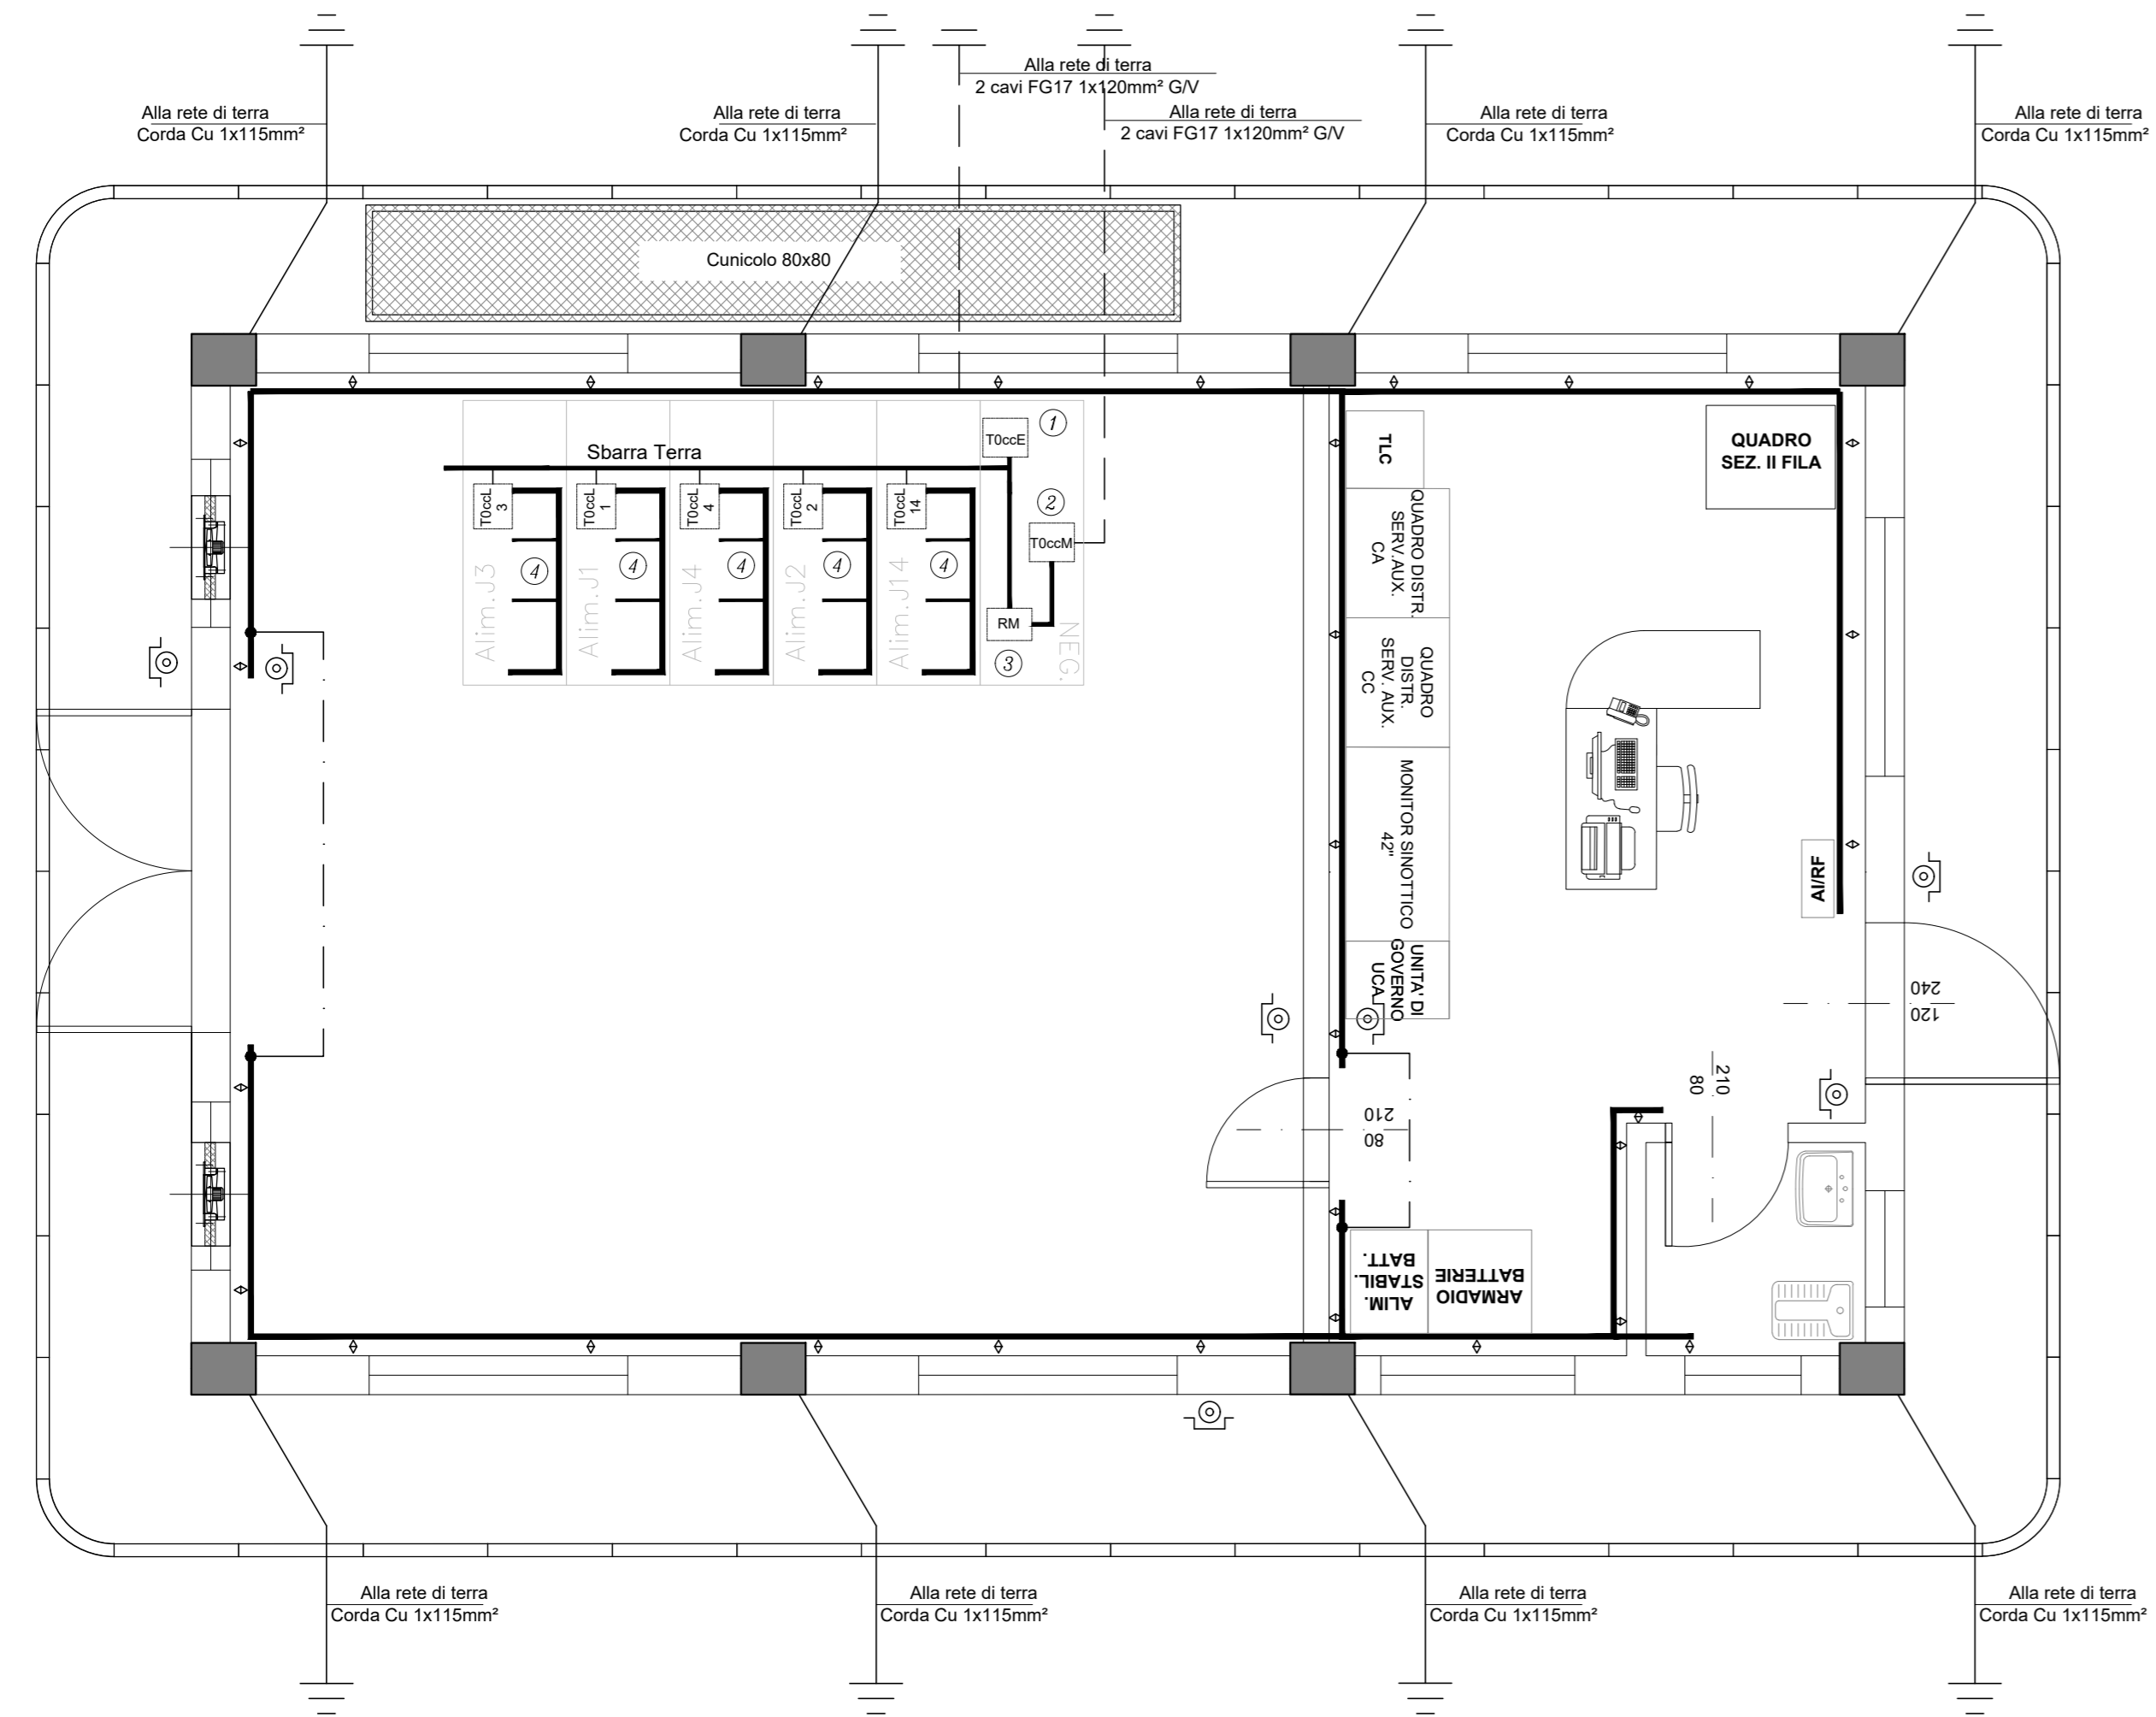 Alla rete di terra
2 cavi FG17 1x120mm² G/V
Alla rete di terra
Corda Cu 1x115mm²
Alla rete di terra
Corda Cu 1x115mm²
Alla rete di terra
2 cavi FG17 1x120mm² G/V
Alla rete di terra
Corda Cu 1x115mm²
Alla rete di terra
Corda Cu 1x115mm²
Cunicolo 80x80
Sbarra Terra
T0ccE
1
T0ccL
3
T0ccL
1
T0ccL
4
T0ccL
2
T0ccL
14
2
T0ccM
4
4
4
4
4
Alim.J3
Alim.J1
Alim.J4
Alim.J2
Alim.J14
RM
3
NEG.
TLC
QUADRO
SEZ. II FILA
QUADRO DISTR.
SERV.AUX.
CA
QUADRO
DISTR.
SERV. AUX.
CC
MONITOR SINOTTICO
42"
UNITA' DI
GOVERNO
UCA
AI/RF
240
120
210
80
210
80
ALIM.
STABIL.
BATT.
ARMADIO
BATTERIE
Alla rete di terra
Corda Cu 1x115mm²
Alla rete di terra
Corda Cu 1x115mm²
Alla rete di terra
Corda Cu 1x115mm²
Alla rete di terra
Corda Cu 1x115mm²